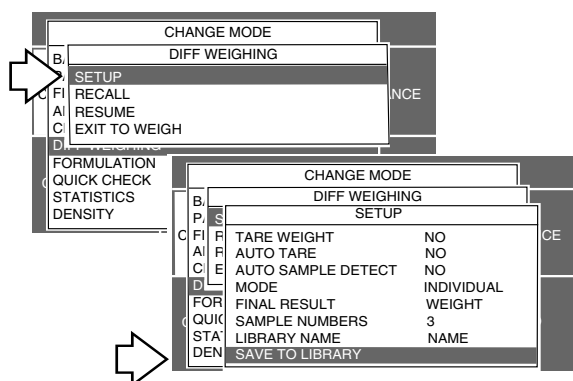 CHANGE MODE
DIFF WEIGHING
SETUP
RECALL
RESUME
EXIT TO WEIGH
DIFF WEIGHING
FORMULATION
QUICK CHECK
STATISTICS
DENSITY
CHANGE MODE
DIFF WEIGHING
SETUP
TARE WEIGHT NO
AUTO TARE NO
AUTO SAMPLE DETECT NO
MODE INDIVIDUAL
FINAL RESULT WEIGHT
SAMPLE NUMBERS 3
LIBRARY NAME NAME
SAVE TO LIBRARY